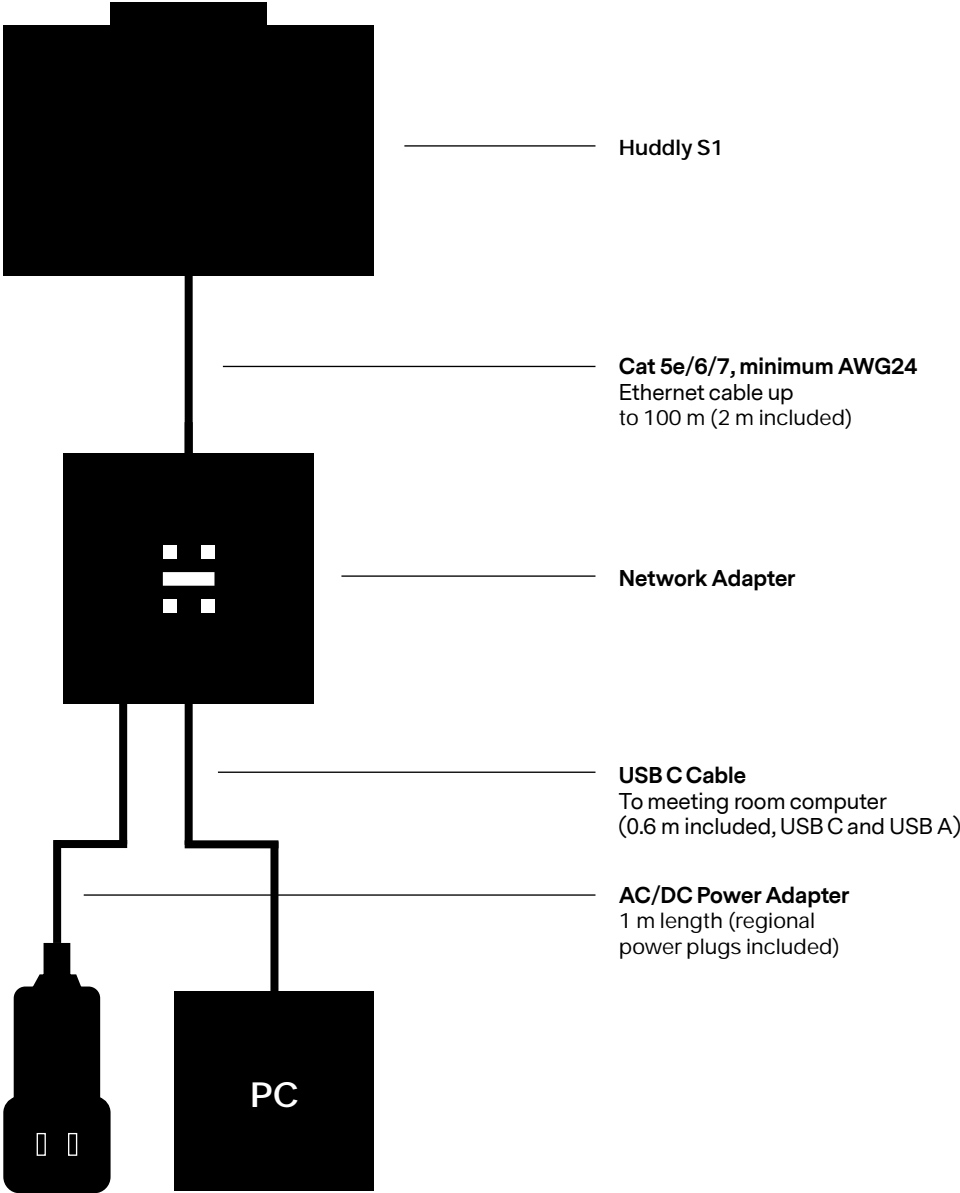 Huddly S1
Cat 5e/6/7, minimum AWG24
Ethernet cable up
to 100 m (2 m included)
Network Adapter
USB C Cable
To meeting room computer
(0.6 m included, USB C and USB A)
AC/DC Power Adapter
1 m length (regional
power plugs included)
PC